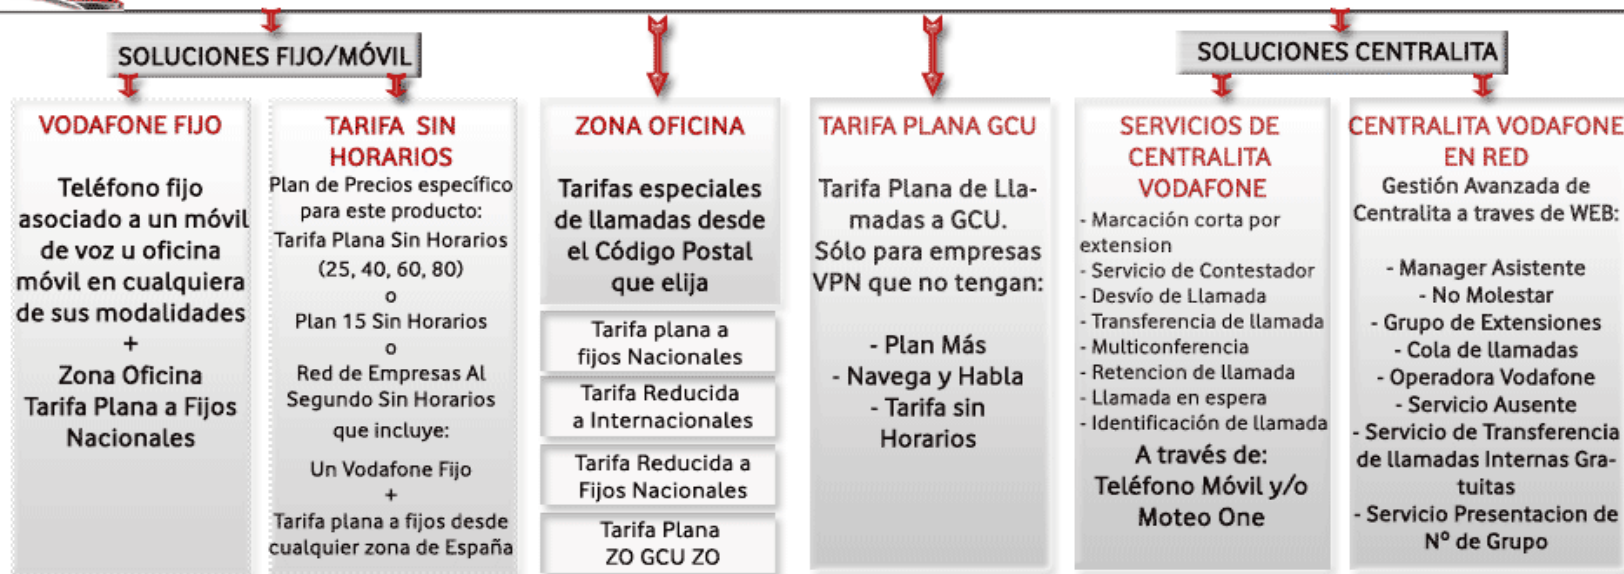 SOLUCIONES FIJO/MÓVIL
VODAFONE FIJO
Teléfono fijo
asociado a un móvil
de voz u oficina
móvil en cualquiera
de sus modalidades
+
Zona Oficina
Tarifa Plana a Fijos
Nacionales
TARIFA SIN
HORARIOS
Plan de Precios específico
para este producto:
Tarifa Plana Sin Horarios
(25, 40, 60, 80)
o
Plan 15 Sin Horarios
o
Red de Empresas Al
Segundo Sin Horarios
que incluye:
Un Vodafone Fijo
+
Tarifa plana a fijos desde
cualquier zona de España
ZONA OFICINA
Tarifas especiales
de llamadas desde
el Código Postal
que elija
Tarifa plana a
fijos Nacionales
Tarifa Reducida
a Internacionales
Tarifa Reducida a
Fijos Nacionales
Tarifa Plana
ZO GCU ZO
TARIFA PLANA GCU
Tarifa Plana de Lla-
madas a GCU.
Sólo para empresas
VPN que no tengan:
- Plan Más
- Navega y Habla
- Tarifa sin
Horarios
SOLUCIONES CENTRALITA
SERVICIOS DE
CENTRALITA
VODAFONE
- Marcación corta por
extension
- Servicio de Contestador
- Desvío de Llamada
- Transferencia de llamada
- Multiconferencia
- Retencion de llamada
- Llamada en espera
- Identificación de llamada
A través de:
Teléfono Móvil y/o
Moteo One
CENTRALITA VODAFONE
EN RED
Gestión Avanzada de
Centralita a traves de WEB:
- Manager Asistente
- No Molestar
- Grupo de Extensiones
- Cola de llamadas
- Operadora Vodafone
- Servicio Ausente
- Servicio de Transferencia
de llamadas Internas Gra-
tuitas
- Servicio Presentacion de
Nº de Grupo